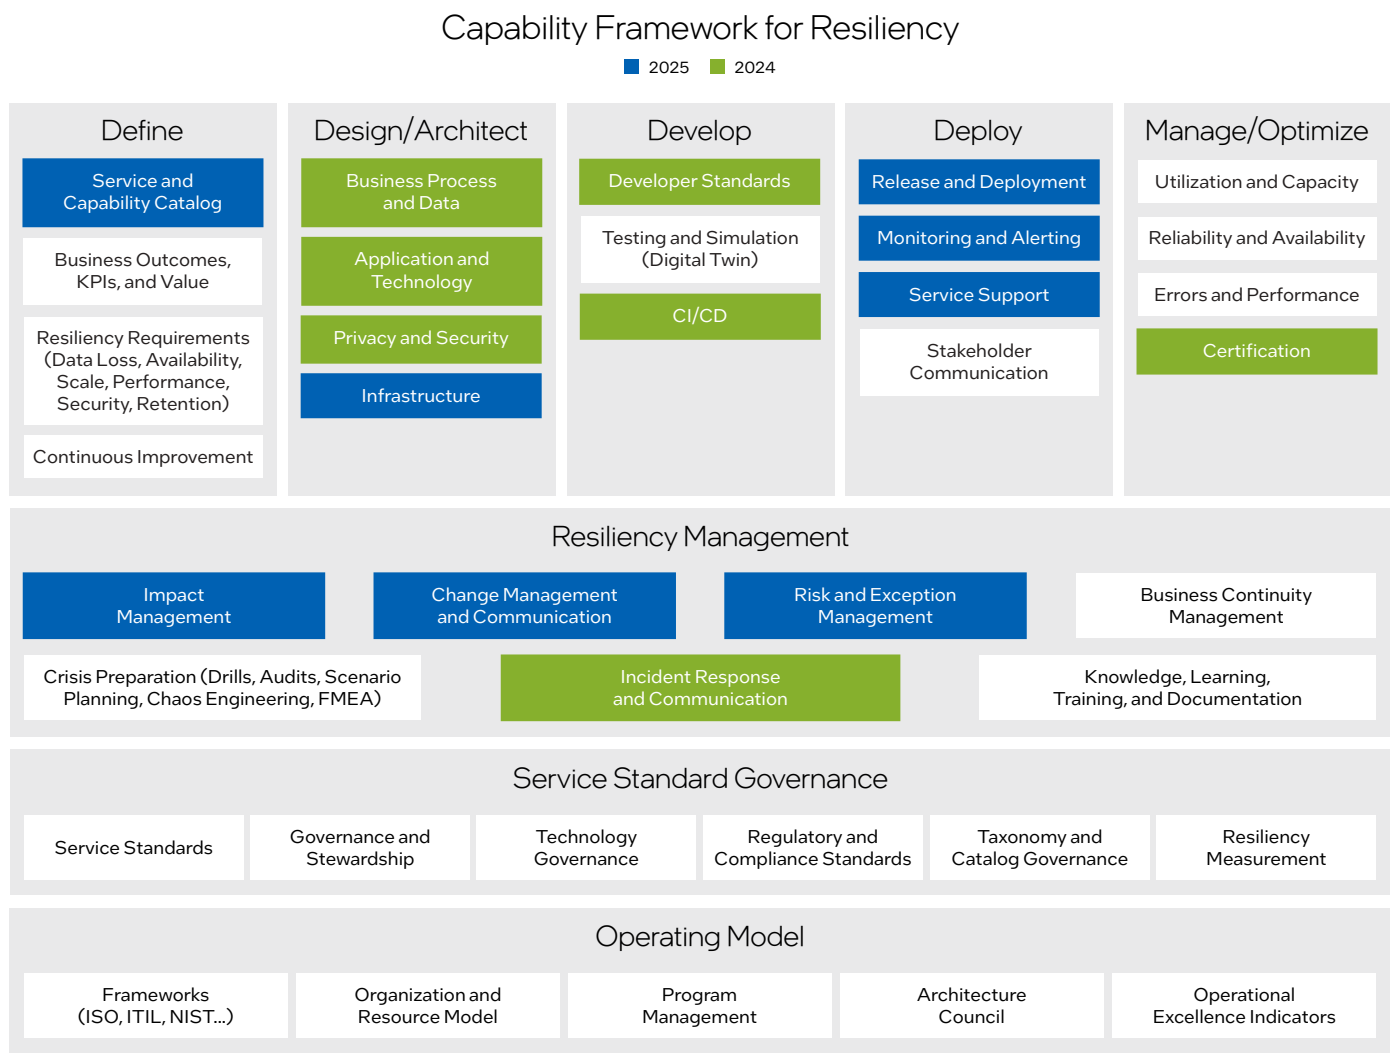 Capability Framework for Resiliency
2025 2024
Define
Service and
Capability Catalog
Business Outcomes,
KPIs, and Value
Resiliency Requirements
(Data Loss, Availability,
Scale, Performance,
Security, Retention)
Continuous Improvement
Design/Architect
Business Process
and Data
Application and
Technology
Privacy and Security
Infrastructure
Develop
Developer Standards
Testing and Simulation
(Digital Twin)
CI/CD
Deploy
Release and Deployment
Monitoring and Alerting
Service Support
Stakeholder
Communication
Manage/Optimize
Utilization and Capacity
Reliability and Availability
Errors and Performance
Certification
Resiliency Management
Impact
Management
Change Management
and Communication
Risk and Exception
Management
Business Continuity
Management
Crisis Preparation (Drills, Audits, Scenario
Planning, Chaos Engineering, FMEA)
Incident Response
and Communication
Knowledge, Learning,
Training, and Documentation
Service Standard Governance
Service Standards
Governance and
Stewardship
Technology
Governance
Regulatory and
Compliance Standards
Taxonomy and
Catalog Governance
Resiliency
Measurement
Operating Model
Frameworks
(ISO, ITIL, NIST...)
Organization and
Resource Model
Program
Management
Architecture
Council
Operational
Excellence Indicators